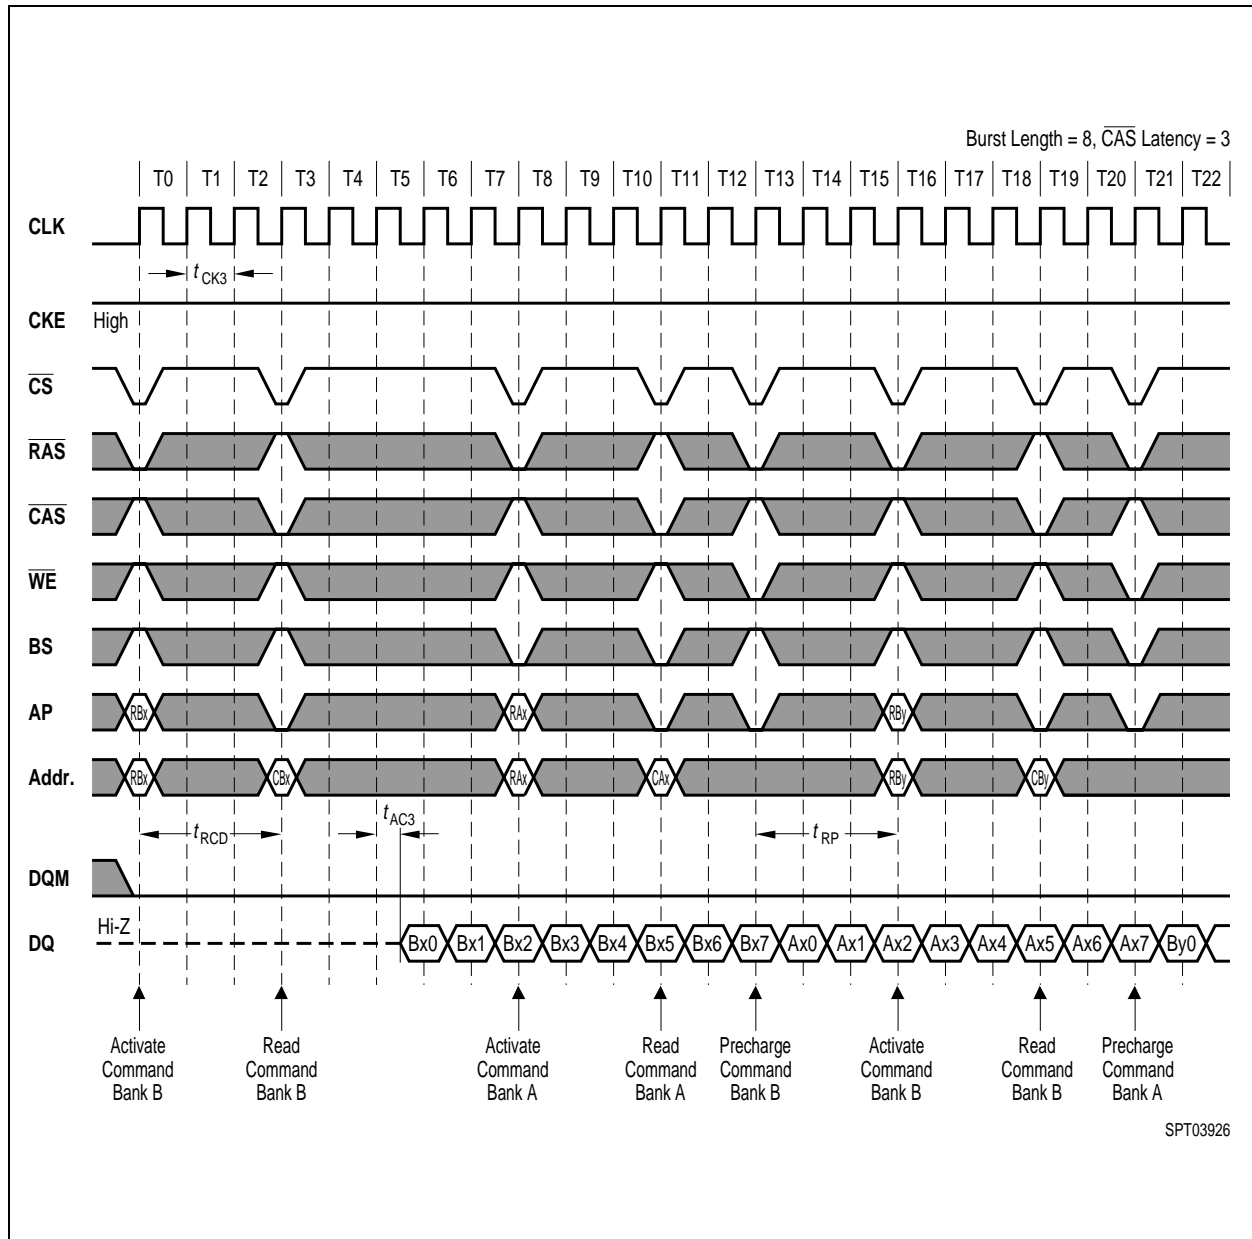 Burst Length = 8, CAS Latency = 3
T0 T1 T2 T3 T4 T5 T6 T7 T8 T9 T10 T11 T12 T13 T14 T15 T16 T17 T18 T19 T20 T21 T22
CLK
t CK3
CKE High
CS
RAS
CAS
WE
BS
AP RBx RAx RBy
Addr. RBx CBx RAx CAx RBy CBy
t RCD t AC3 t RP
DQM
Hi-Z
DQ Bx0 Bx1 Bx2 Bx3 Bx4 Bx5 Bx6 Bx7 Ax0 Ax1 Ax2 Ax3 Ax4 Ax5 Ax6 Ax7 By0
Activate Command Bank B
Read Command Bank B
Activate Command Bank A
Read Command Bank A
Precharge Command Bank B
Activate Command Bank B
Read Command Bank B
Precharge Command Bank A
SPT03926